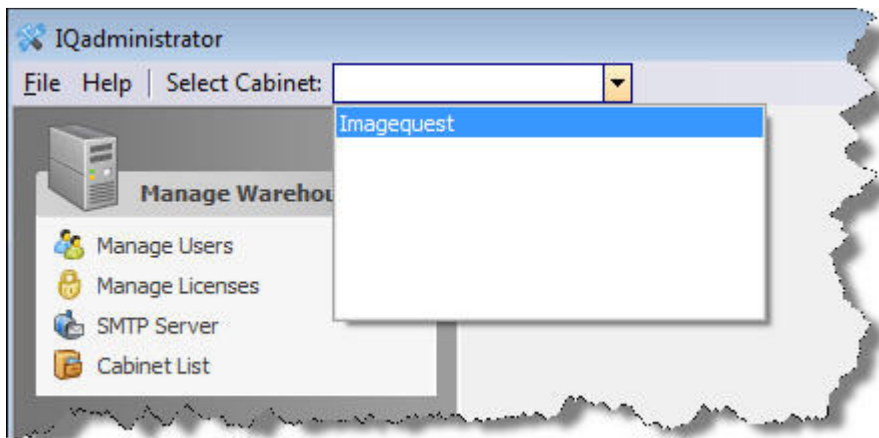 IQadministrator
File Help Select Cabinet:
Imagequest
Manage Warehou
Manage Users
Manage Licenses
SMTP Server
Cabinet List